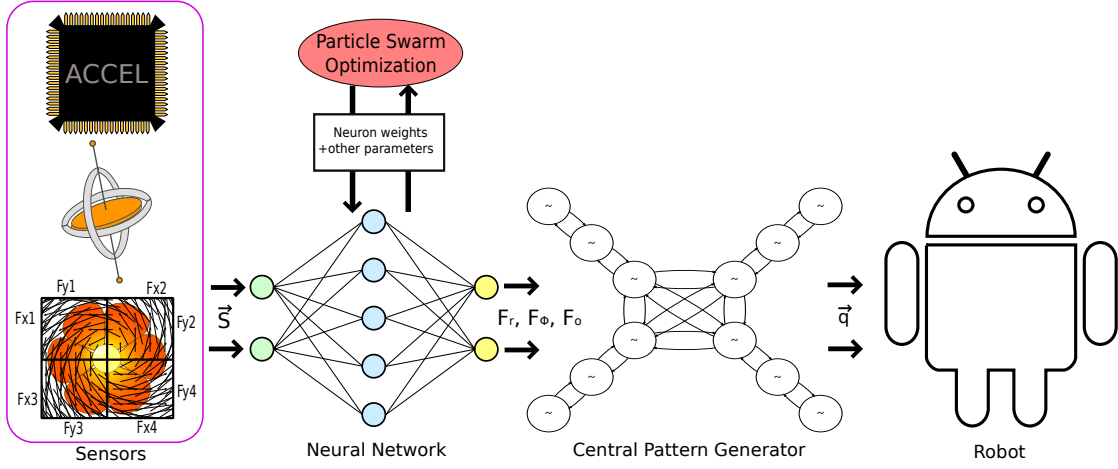 ACCEL
Fy1
Fx2
Fx1
Fy2
Fx3
Fy4
Fy3
Fx4
Sensors
S⃗
Particle Swarm
Optimization
Neuron weights
+other parameters
Neural Network
Fᵣ, F_Φ, Fₒ
~
~
~
~
~
~
~
~
~
~
~
~
Central Pattern Generator
q⃗
Robot